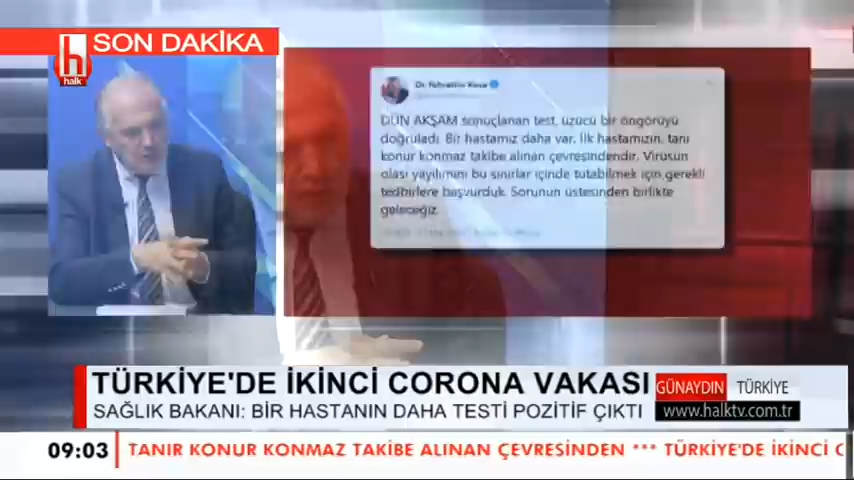 SON DAKİKA
h
halk
Dr. Fahrettin Koca
DÜN AKŞAM sonuçlanan test, üzücü bir öngörüyü
doğruladı. Bir hastamız daha var. İlk hastamızın, tanı
konur konmaz takibe alınan çevresindendir. Virüsün
olası yayılımını bu sınırlar içinde tutabilmek için gerekli
tedbirlere başvurduk. Sorunun üstesinden birlikte
geleceğiz.
TÜRKİYE'DE İKİNCİ CORONA VAKASI
GÜNAYDIN TÜRKİYE
SAĞLIK BAKANI: BİR HASTANIN DAHA TESTİ POZİTİF ÇIKTI
www.halktv.com.tr
09:03
TANIR KONUR KONMAZ TAKİBE ALINAN ÇEVRESİNDEN *** TÜRKİYE'DE İKİNCİ C